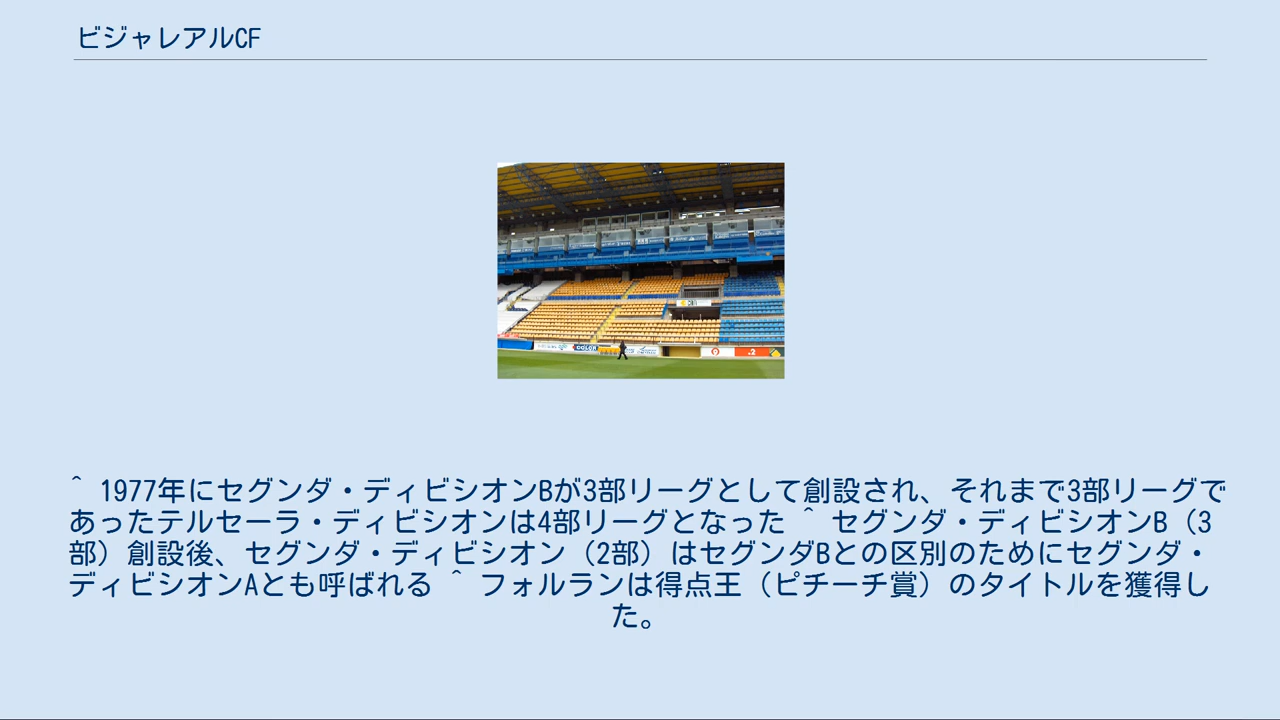 ビジャレアルCF
^ 1977年にセグンダ・ディビシオンBが3部リーグとして創設され、それまで3部リーグで
あったテルセーラ・ディビシオンは4部リーグとなった ^ セグンダ・ディビシオンB（3
部）創設後、セグンダ・ディビシオン（2部）はセグンダBとの区別のためにセグンダ・
ディビシオンAとも呼ばれる ^ フォルランは得点王（ピチーチ賞）のタイトルを獲得し
た。